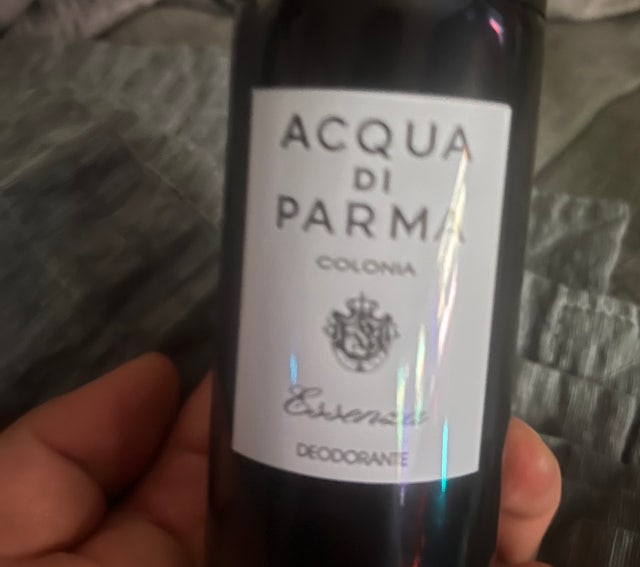 ACQUA
DI
PARMA
COLONIA
Essenza
DEODORANTE